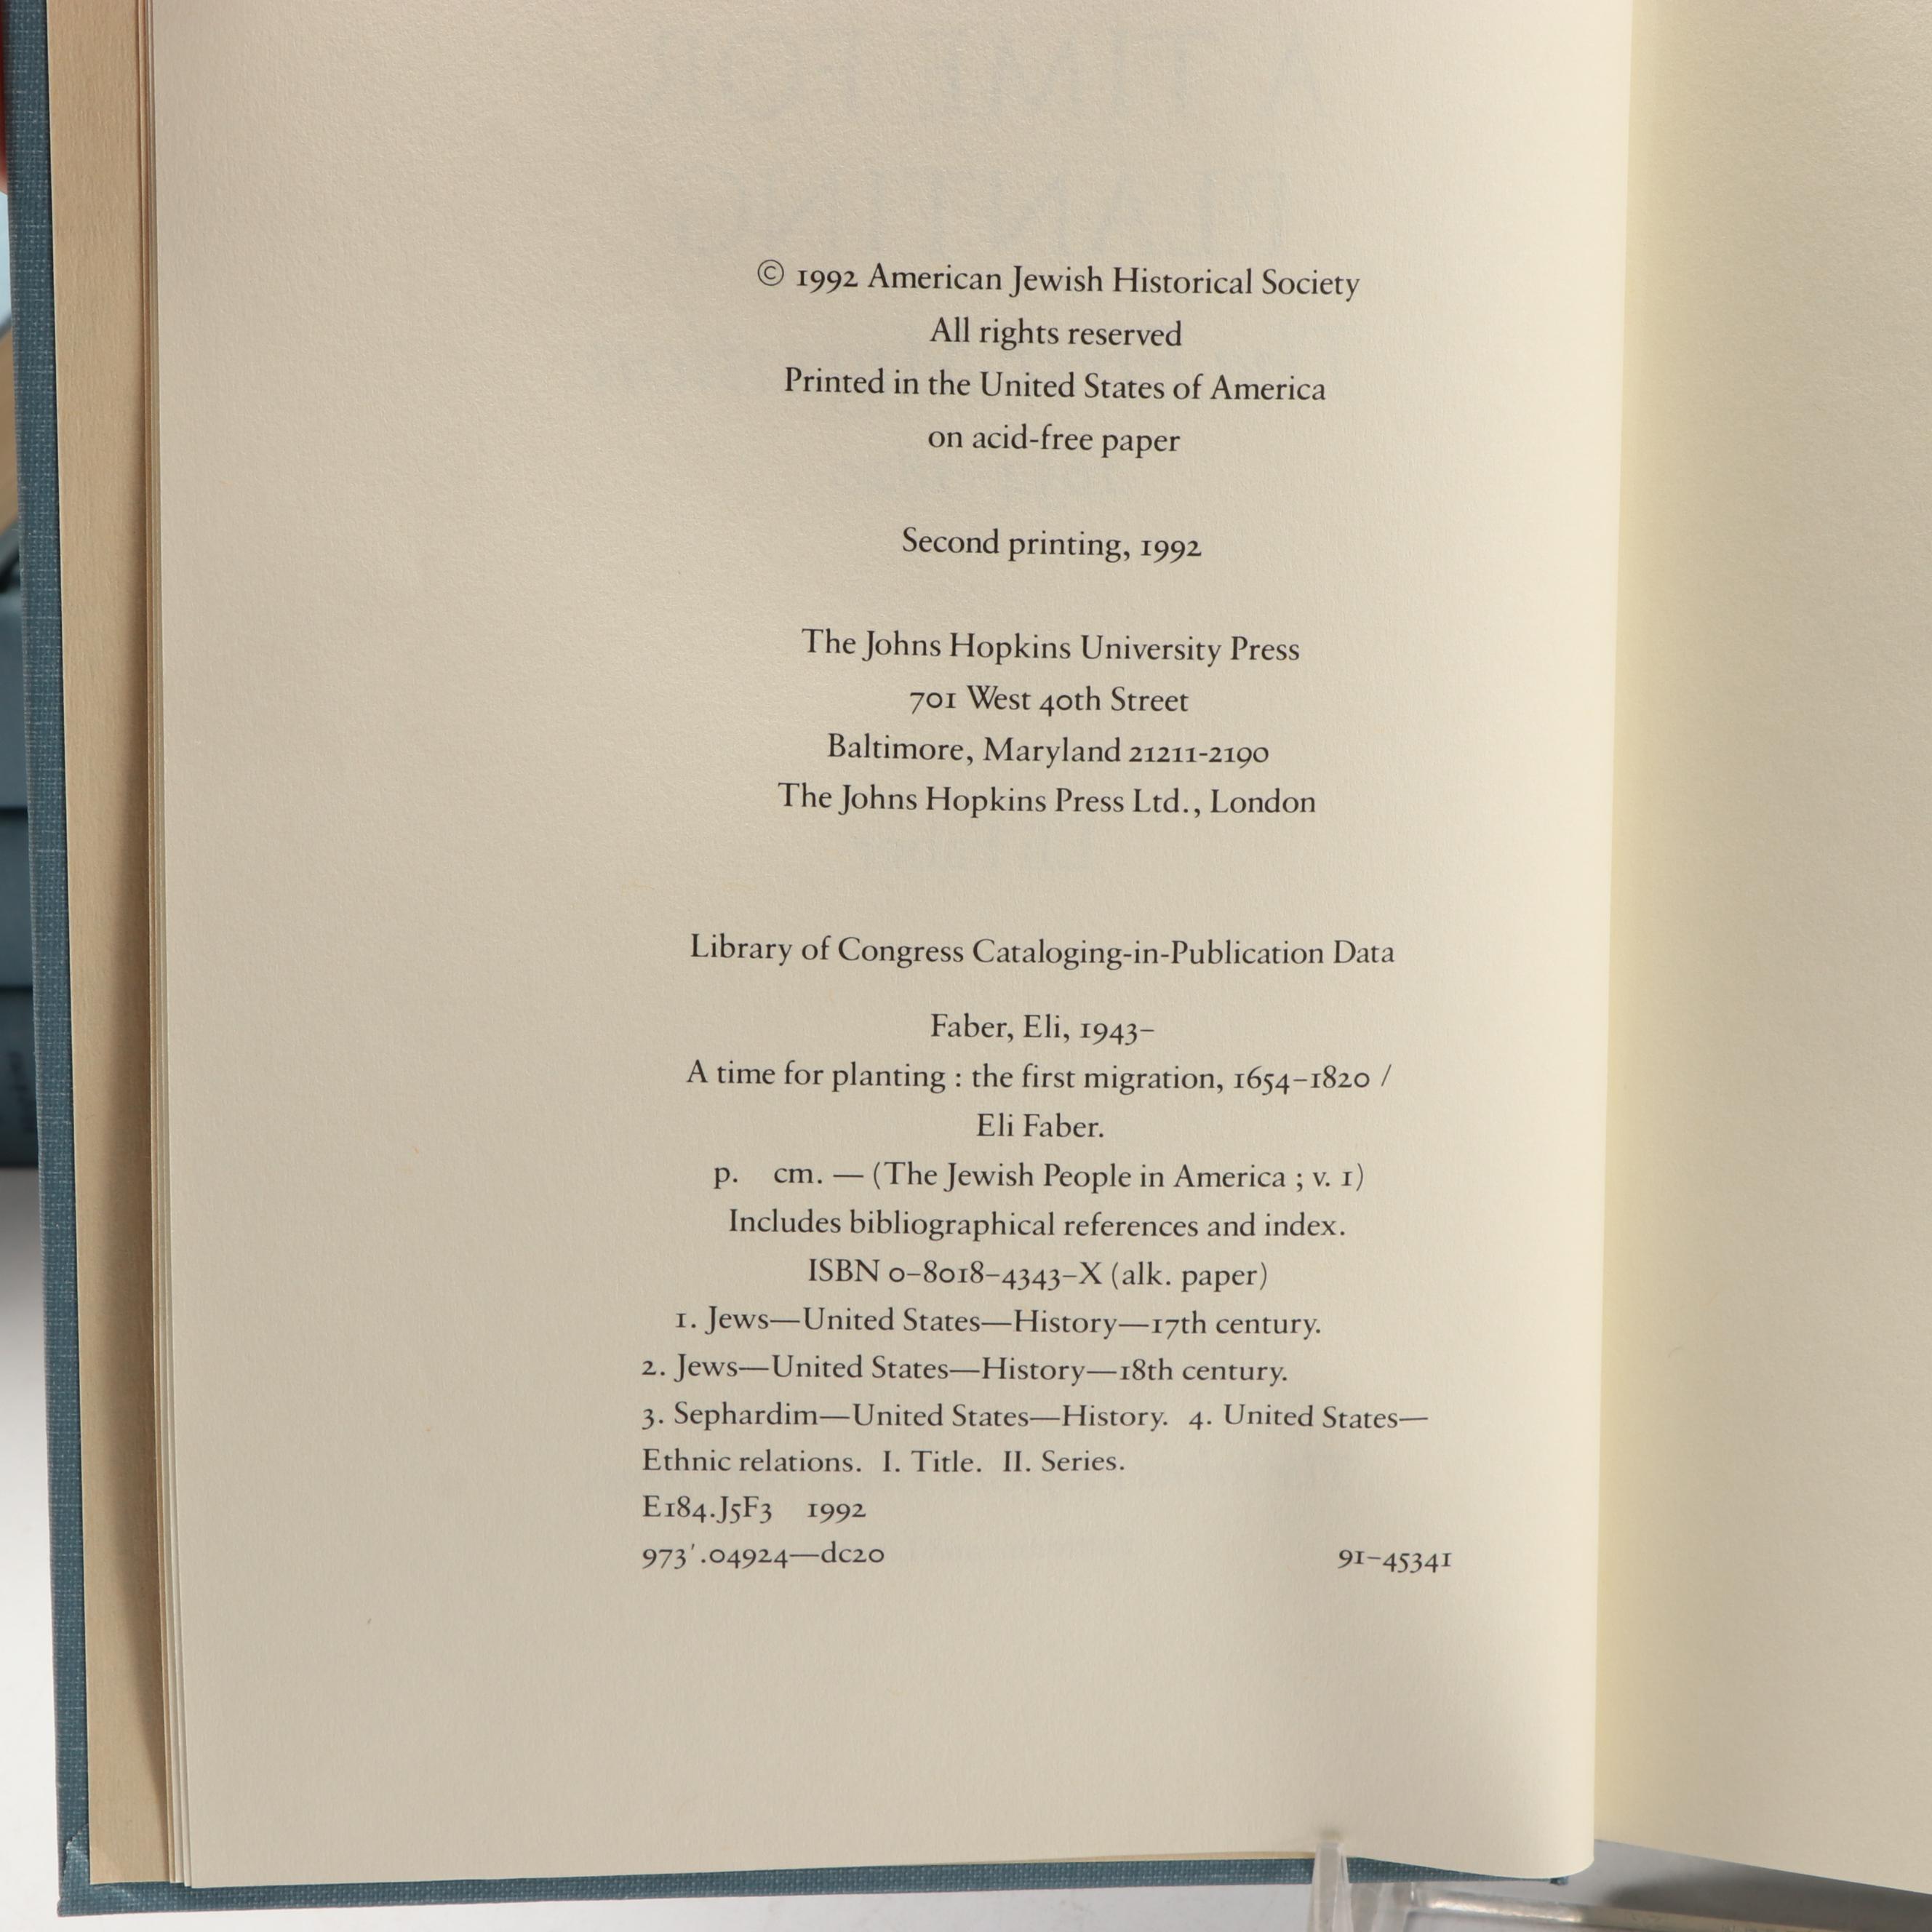 © 1992 American Jewish Historical Society
All rights reserved
Printed in the United States of America
on acid-free paper
Second printing, 1992
The Johns Hopkins University Press
701 West 40th Street
Baltimore, Maryland 21211-2190
The Johns Hopkins Press Ltd., London
Library of Congress Cataloging-in-Publication Data
Faber, Eli, 1943–
A time for planting : the first migration, 1654–1820 /
Eli Faber.
p. cm. — (The Jewish People in America ; v. 1)
Includes bibliographical references and index.
ISBN 0–8018–4343–X (alk. paper)
1. Jews—United States—History—17th century.
2. Jews—United States—History—18th century.
3. Sephardim—United States—History. 4. United States—
Ethnic relations. I. Title. II. Series.
E184.J5F3 1992
973′.04924—dc20 91–45341